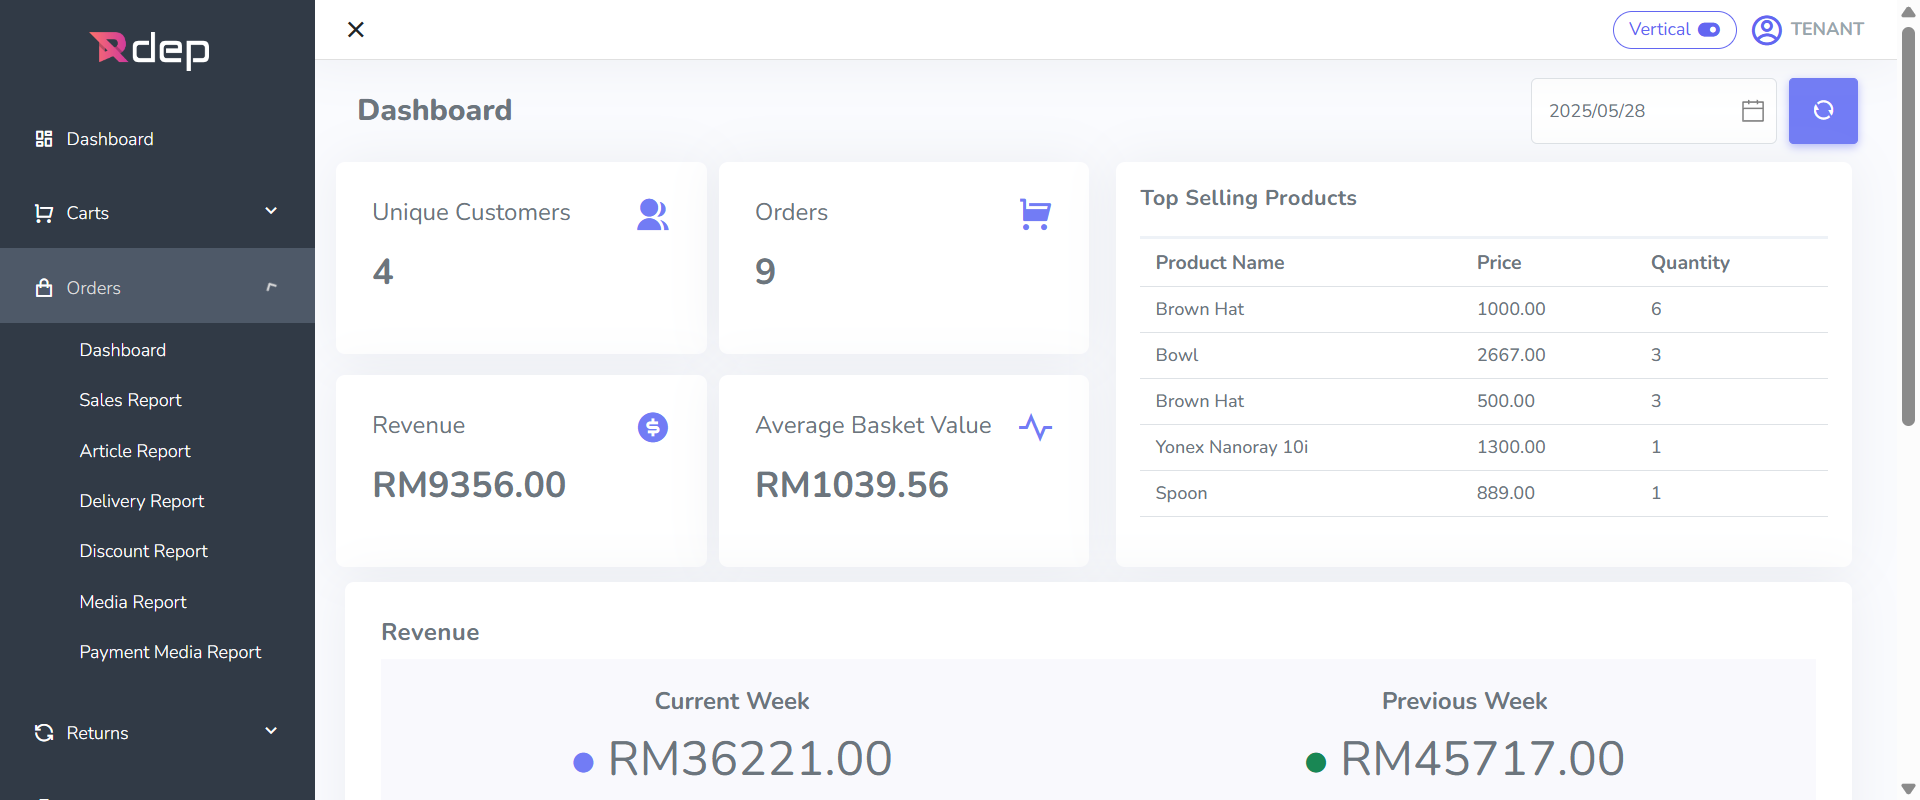 Rdep
Dashboard
Carts
Orders
Dashboard
Sales Report
Article Report
Delivery Report
Discount Report
Media Report
Payment Media Report
Returns
Vertical
TENANT
Dashboard
2025/05/28
Unique Customers
4
Orders
9
Revenue
RM9356.00
Average Basket Value
RM1039.56
Top Selling Products
Product Name Price Quantity
Brown Hat 1000.00 6
Bowl 2667.00 3
Brown Hat 500.00 3
Yonex Nanoray 10i 1300.00 1
Spoon 889.00 1
Revenue
Current Week
RM36221.00
Previous Week
RM45717.00